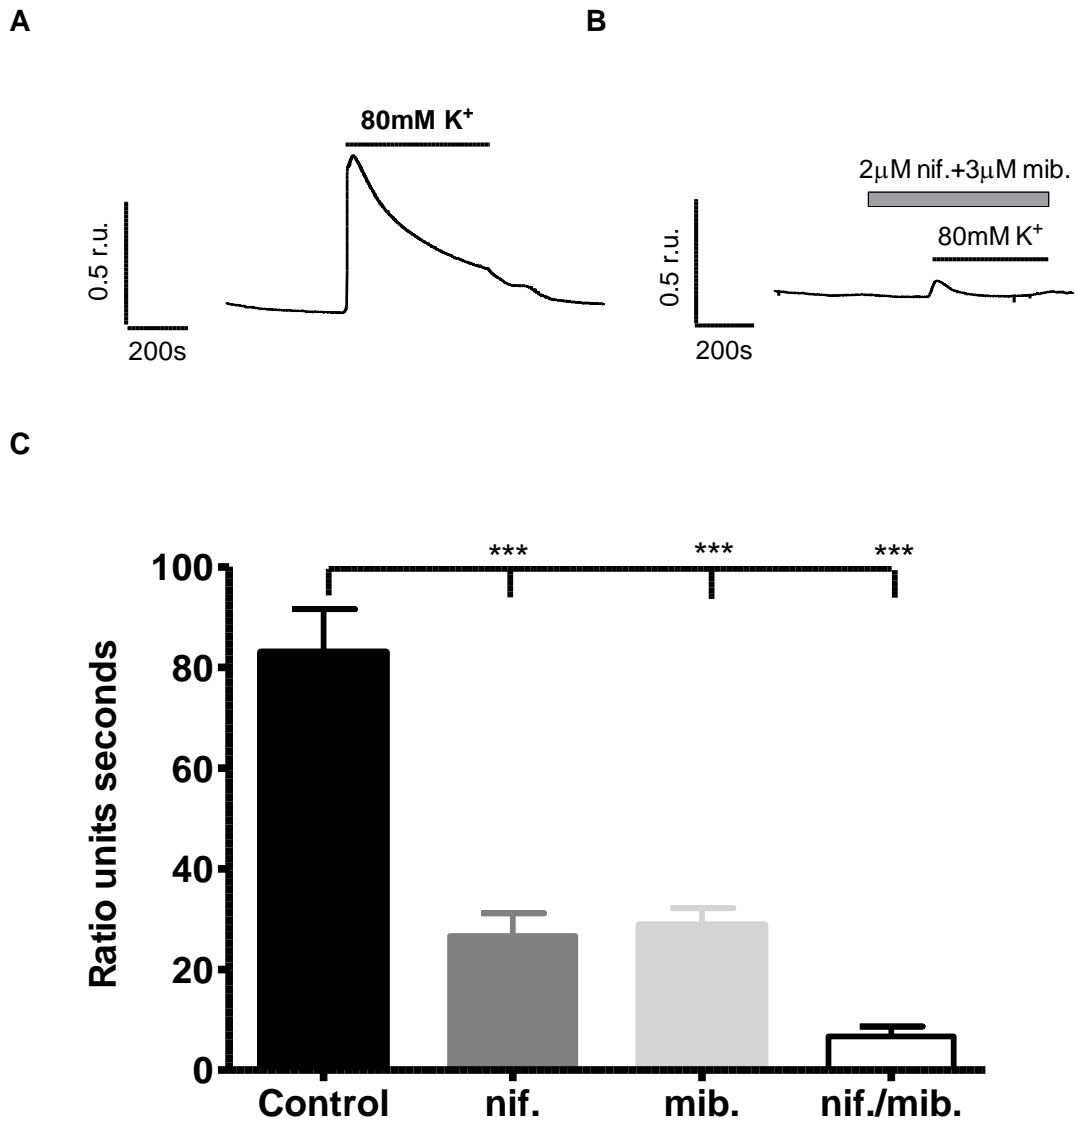 A
B
80mM K⁺
0.5 r.u.
200s
2μM nif.+3μM mib.
80mM K⁺
0.5 r.u.
200s
C
*** *** ***
Ratio units seconds
100
80
60
40
20
0
Control nif. mib. nif./mib.